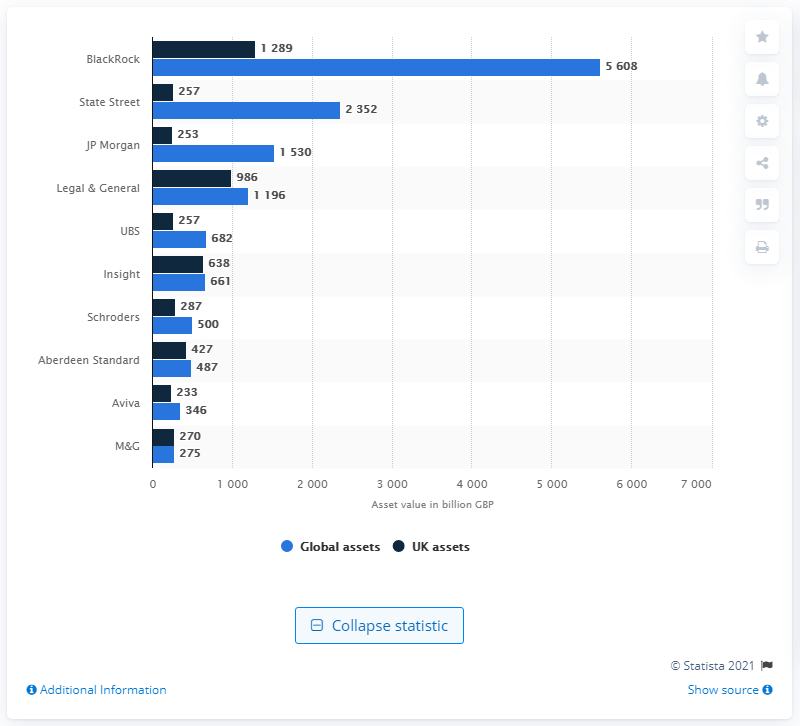 BlackRock
1 289
5 608
State Street
257
2 352
JP Morgan
253
1 530
Legal & General
986
1 196
UBS
257
682
Insight
638
661
Schroders
287
500
Aberdeen Standard
427
487
Aviva
233
346
M&G
270
275
0 1 000 2 000 3 000 4 000 5 000 6 000 7 000
Asset value in billion GBP
Global assets UK assets
Collapse statistic
© Statista 2021
Additional Information Show source